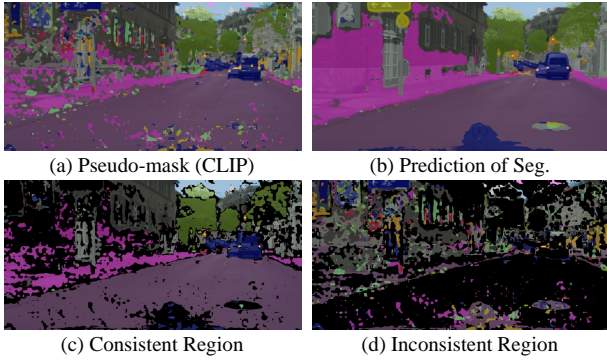 (a) Pseudo-mask (CLIP)
(b) Prediction of Seg.
(c) Consistent Region
(d) Inconsistent Region